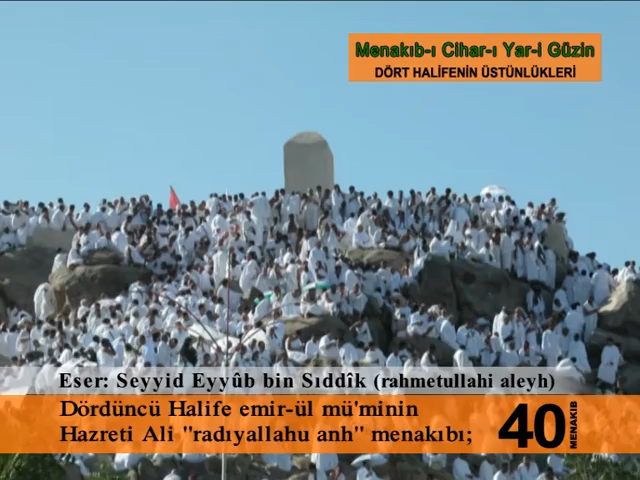 Menakıb-ı Cihar-ı Yar-i Güzin
DÖRT HALİFENİN ÜSTÜNLÜKLERİ
Eser: Seyyid Eyyûb bin Sıddîk (rahmetullahi aleyh)
Dördüncü Halife emir-ül mü'minin
Hazreti Ali "radıyallahu anh" menakıbı;
40
MENAKIB